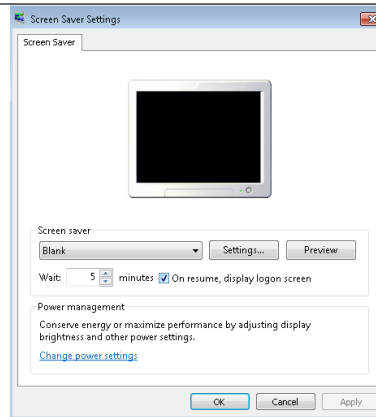 Screen Saver Settings
Screen Saver
Screen saver
Blank
Settings...
Preview
Wait: 5 minutes On resume, display logon screen
Power management
Conserve energy or maximize performance by adjusting display
brightness and other power settings.
Change power settings
OK
Cancel
Apply